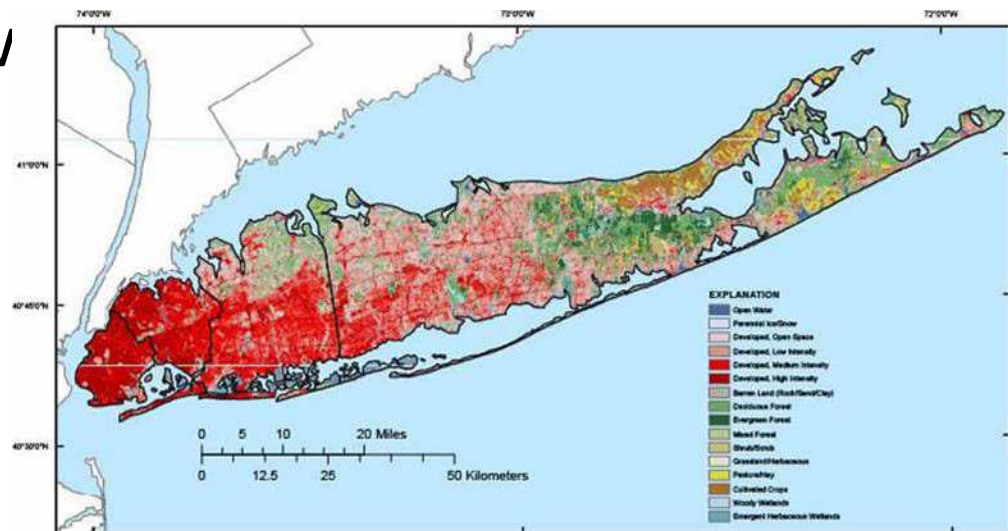 74°0'0"W
73°0'0"W
72°0'0"W
41°0'0"N
40°45'0"N
40°30'0"N
EXPLANATION
Open Water
Perennial Ice/Snow
Developed, Open Space
Developed, Low Intensity
Developed, Medium Intensity
Developed, High Intensity
Barren Land (Rock/Sand/Clay)
Deciduous Forest
Evergreen Forest
Mixed Forest
Shrub/Scrub
Grassland/Herbaceous
Pasture/Hay
Cultivated Crops
Woody Wetlands
Emergent Herbaceous Wetlands
0 5 10 20 Miles
0 12.5 25 50 Kilometers